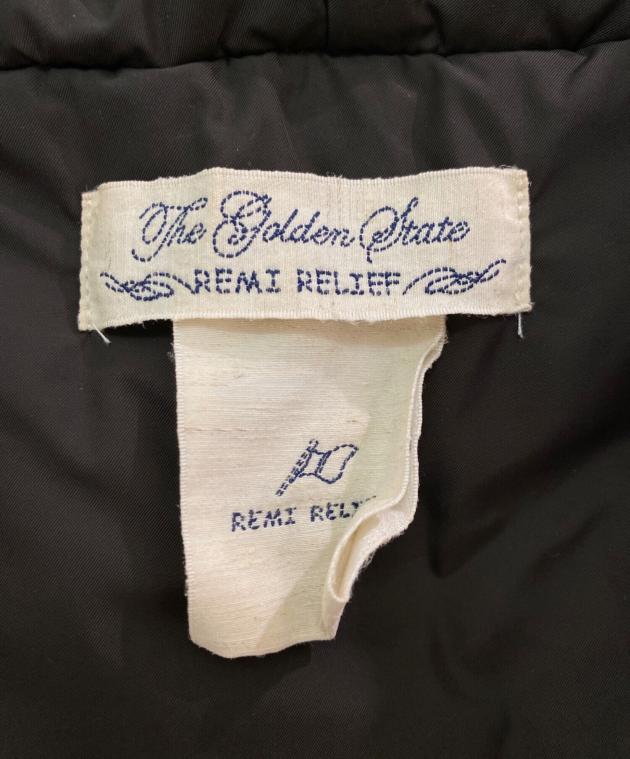 The Golden State
REMI RELIEF
REMI